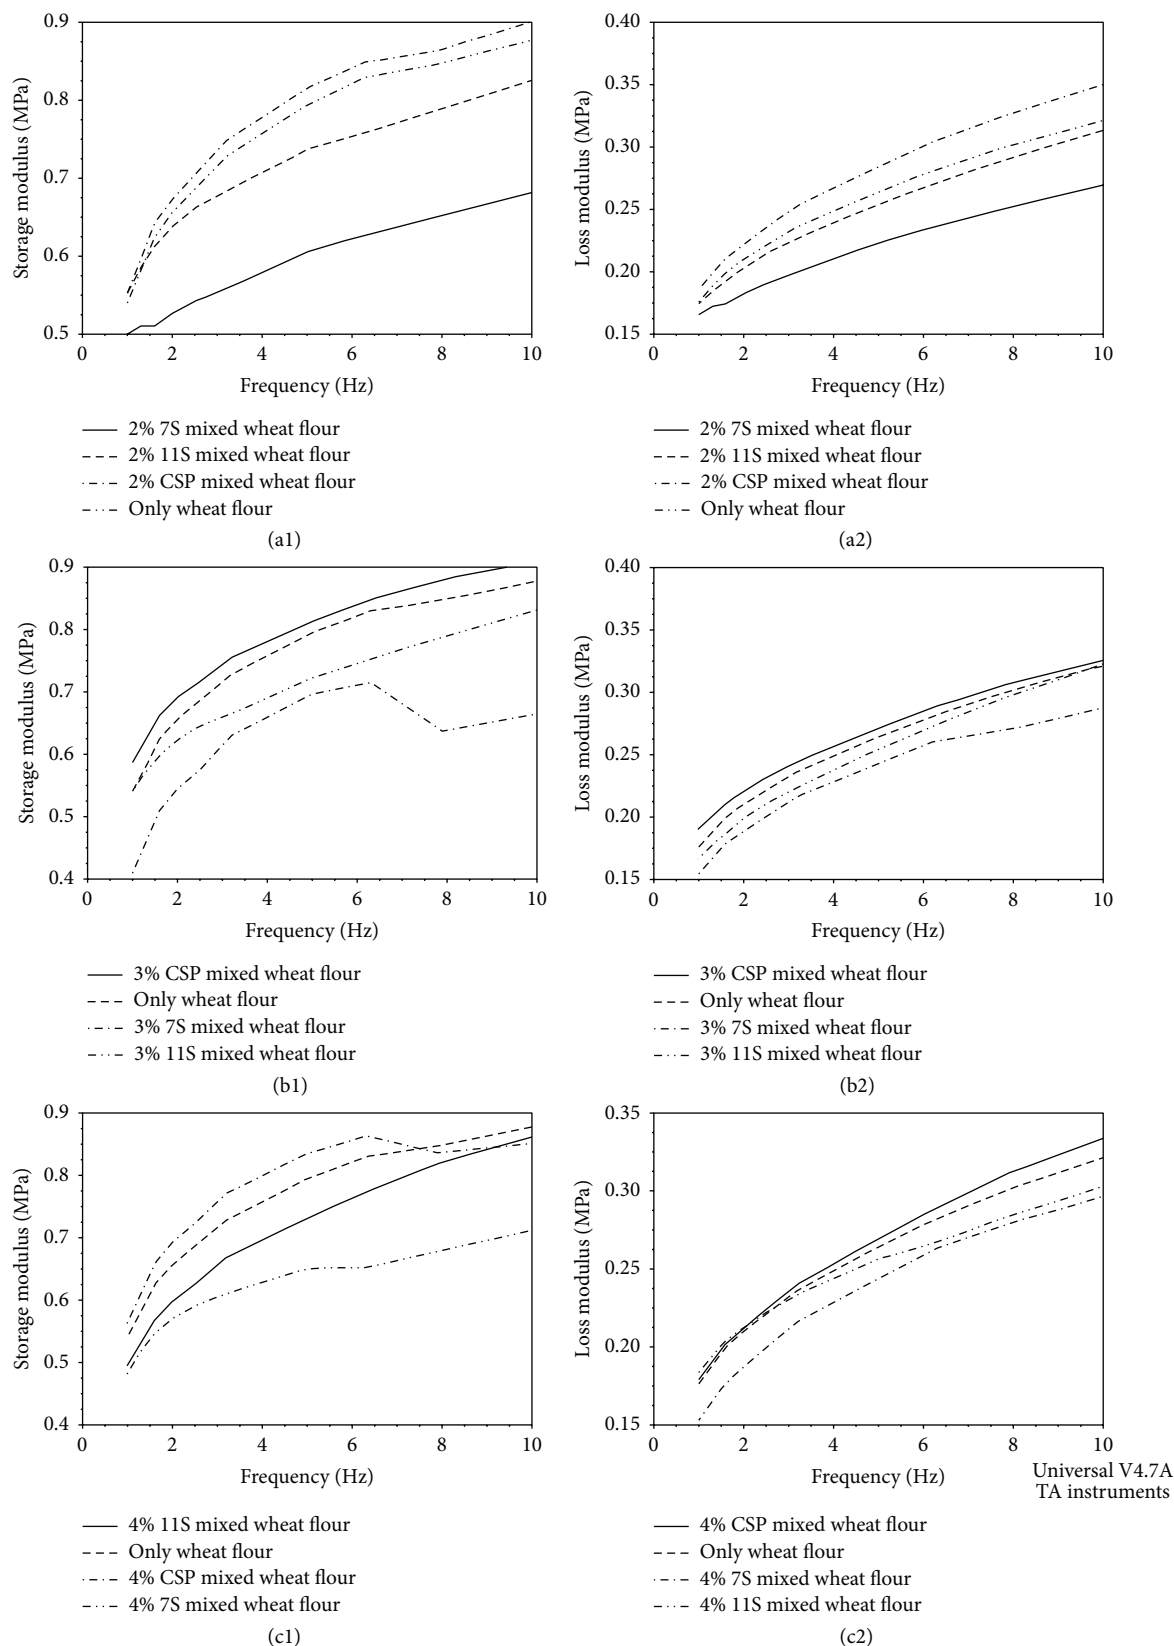 0.9
0.8
0.7
0.6
0.5
Storage modulus (MPa)
0 2 4 6 8 10
Frequency (Hz)
2% 7S mixed wheat flour
2% 11S mixed wheat flour
2% CSP mixed wheat flour
Only wheat flour
(a1)
0.40
0.35
0.30
0.25
0.20
0.15
Loss modulus (MPa)
0 2 4 6 8 10
Frequency (Hz)
2% 7S mixed wheat flour
2% 11S mixed wheat flour
2% CSP mixed wheat flour
Only wheat flour
(a2)
0.9
0.8
0.7
0.6
0.5
0.4
Storage modulus (MPa)
0 2 4 6 8 10
Frequency (Hz)
3% CSP mixed wheat flour
Only wheat flour
3% 7S mixed wheat flour
3% 11S mixed wheat flour
(b1)
0.40
0.35
0.30
0.25
0.20
0.15
Loss modulus (MPa)
0 2 4 6 8 10
Frequency (Hz)
3% CSP mixed wheat flour
Only wheat flour
3% 7S mixed wheat flour
3% 11S mixed wheat flour
(b2)
0.9
0.8
0.7
0.6
0.5
0.4
Storage modulus (MPa)
0 2 4 6 8 10
Frequency (Hz)
4% 11S mixed wheat flour
Only wheat flour
4% CSP mixed wheat flour
4% 7S mixed wheat flour
(c1)
0.35
0.30
0.25
0.20
0.15
Loss modulus (MPa)
0 2 4 6 8 10
Frequency (Hz)
Universal V4.7A
TA instruments
4% CSP mixed wheat flour
Only wheat flour
4% 7S mixed wheat flour
4% 11S mixed wheat flour
(c2)